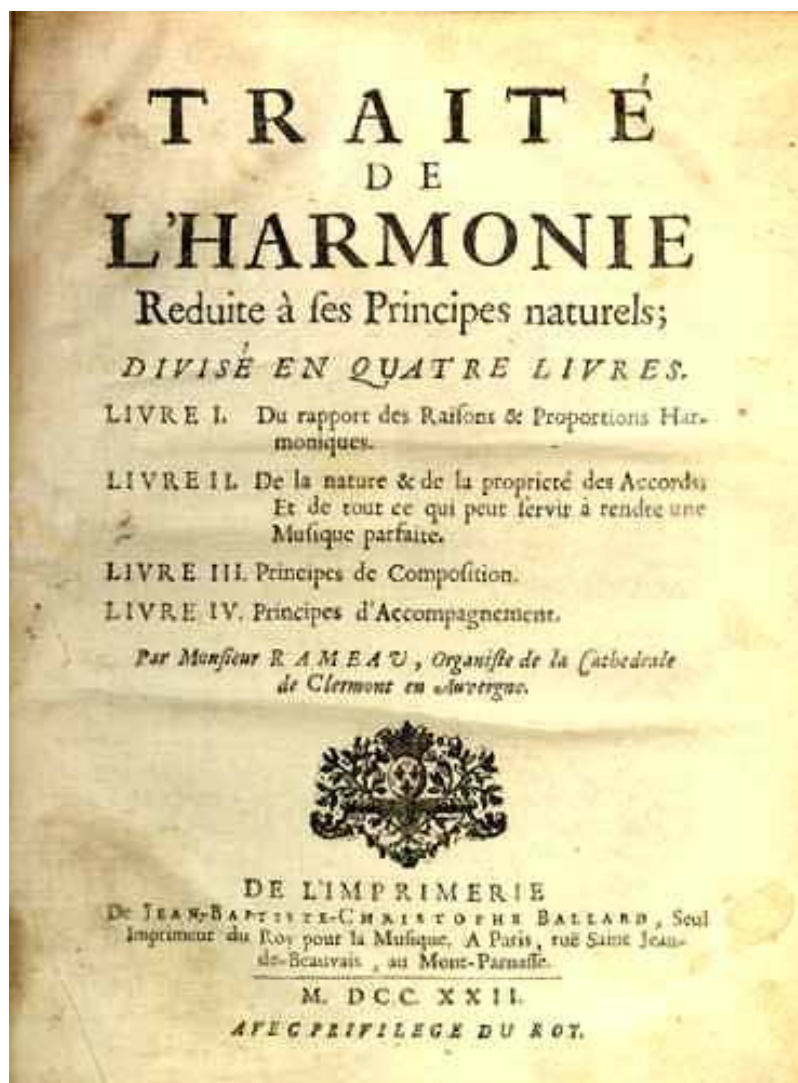 TRAITÉ
DE
L'HARMONIE
Reduite à ſes Principes naturels;
DIVISÉ EN QUATRE LIVRES.
LIVRE I. Du rapport des Raiſons & Proportions Har-
moniques.
LIVRE II. De la nature & de la proprieté des Accords;
Et de tout ce qui peut ſervir à rendre une
Muſique parfaite.
LIVRE III. Principes de Compoſition.
LIVRE IV. Principes d'Accompagnement.
Par Monſieur RAMEAU, Organiſte de la Cathedrale
de Clermont en Auvergne.
DE L'IMPRIMERIE
De JEAN-BAPTISTE-CHRISTOPHE BALLARD, Seul
Imprimeur du Roy pour la Muſique. A Paris, ruë Saint Jean-
de-Beauvais, au Mont-Parnaſſe.
M. DCC. XXII.
AVEC PRIVILEGE DU ROY.